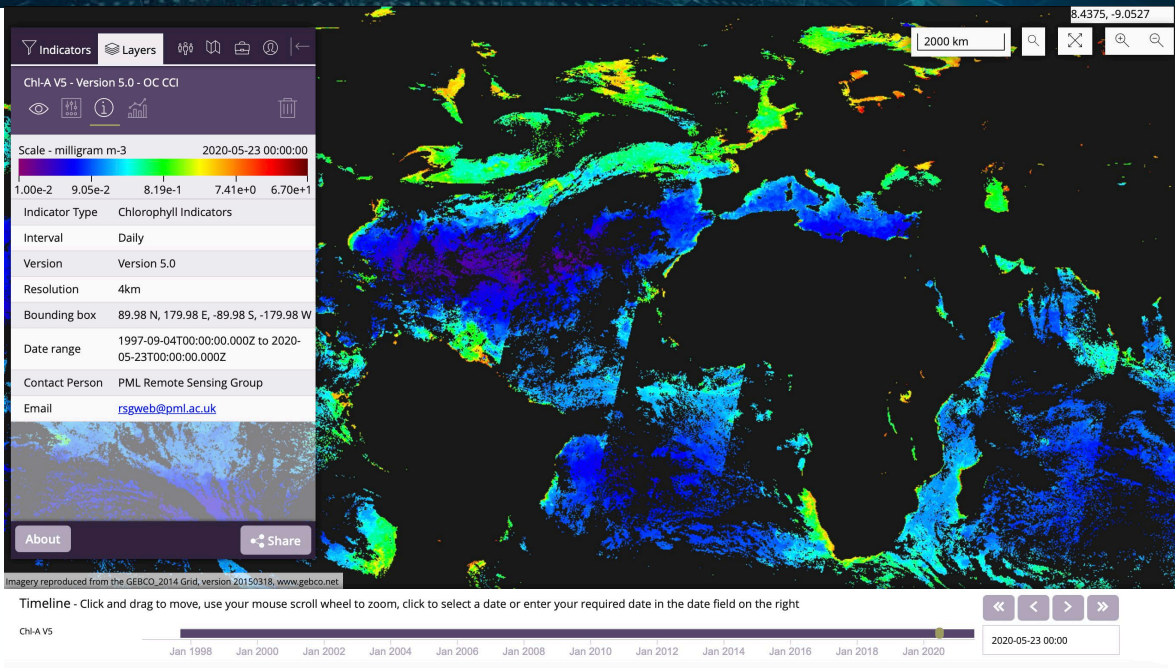 8.4375, -9.0527
Indicators Layers
2000 km
Chl-A V5 - Version 5.0 - OC CCI
Scale - milligram m-3 2020-05-23 00:00:00
1.00e-2 9.05e-2 8.19e-1 7.41e+0 6.70e+1
Indicator Type Chlorophyll Indicators
Interval Daily
Version Version 5.0
Resolution 4km
Bounding box 89.98 N, 179.98 E, -89.98 S, -179.98 W
Date range 1997-09-04T00:00:00.000Z to 2020-
05-23T00:00:00.000Z
Contact Person PML Remote Sensing Group
Email rsgweb@pml.ac.uk
About Share
Imagery reproduced from the GEBCO_2014 Grid, version 20150318, www.gebco.net
Timeline - Click and drag to move, use your mouse scroll wheel to zoom, click to select a date or enter your required date in the date field on the right
Chl-A V5
2020-05-23 00:00
Jan 1998 Jan 2000 Jan 2002 Jan 2004 Jan 2006 Jan 2008 Jan 2010 Jan 2012 Jan 2014 Jan 2016 Jan 2018 Jan 2020